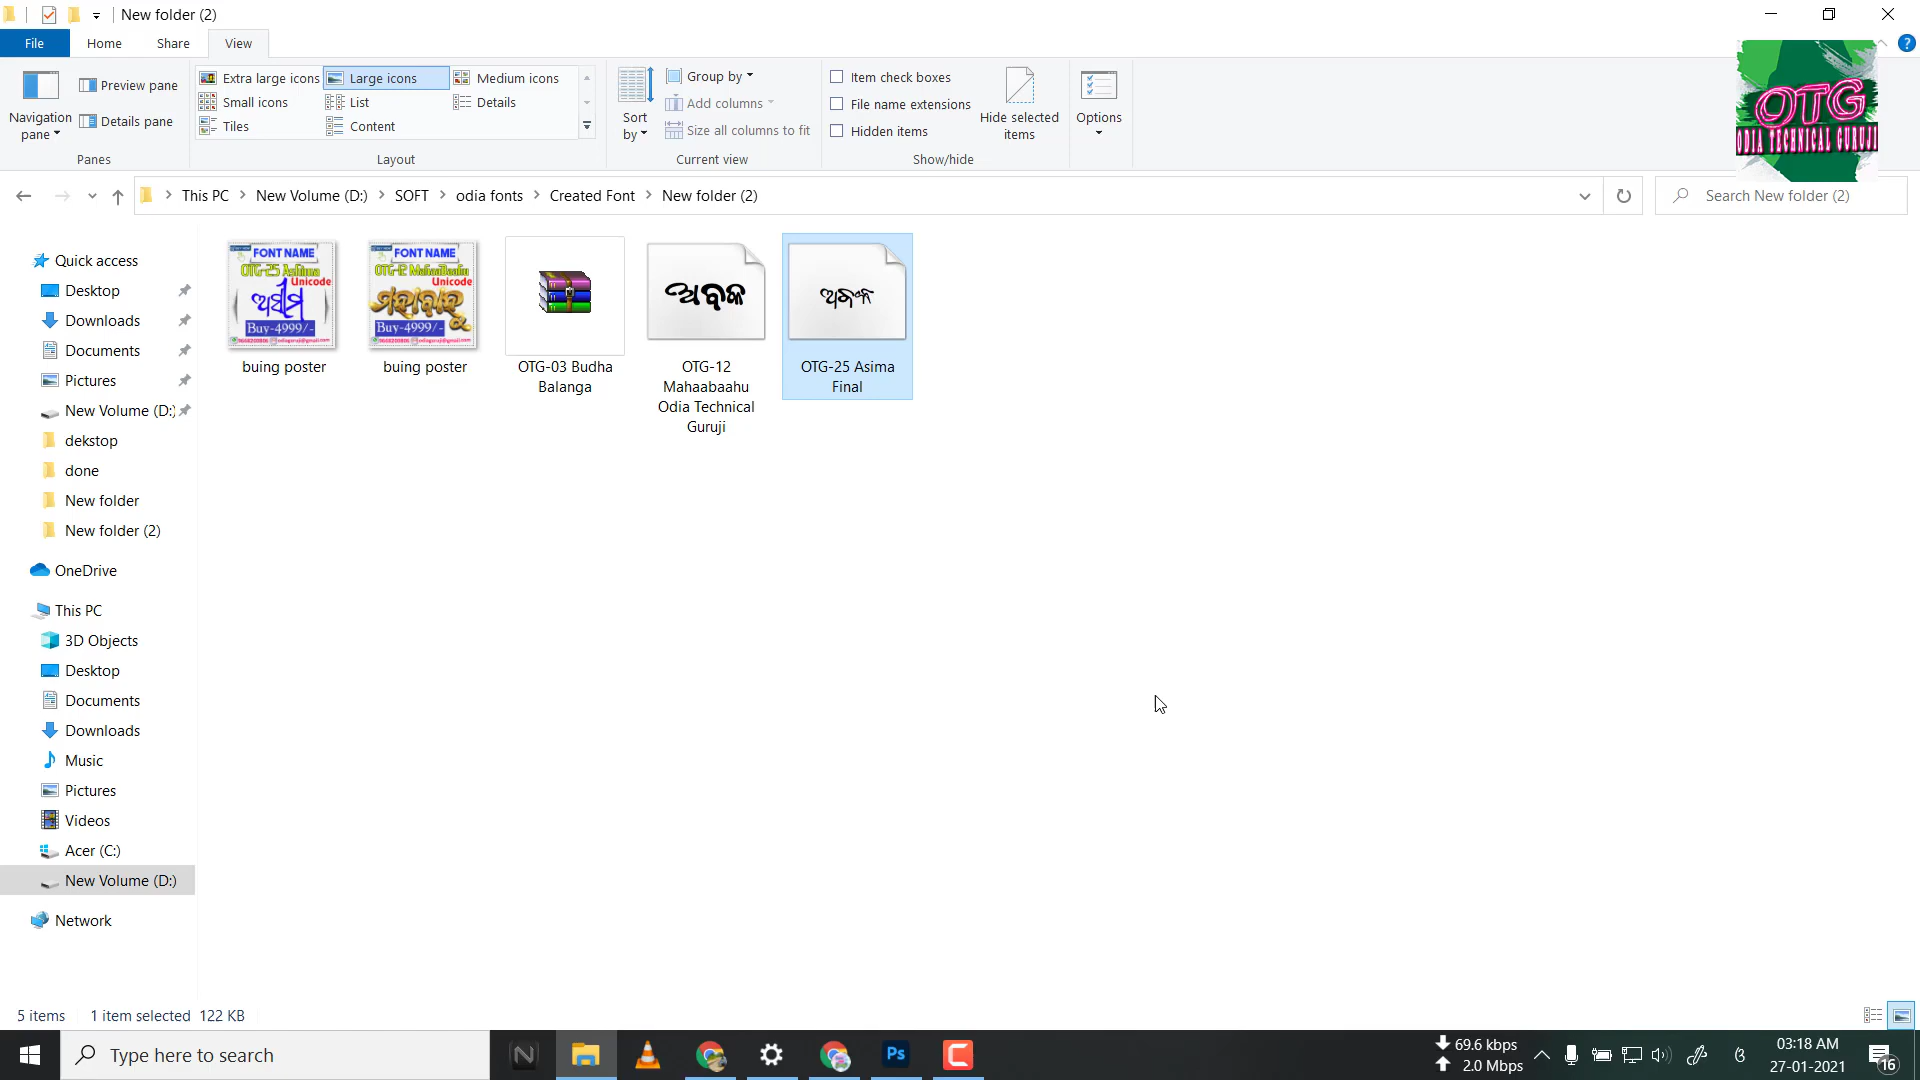 New folder (2)
File
Home
Share
View
Navigation
pane
Preview pane
Details pane
Panes
Extra large icons
Large icons
Medium icons
Small icons
List
Details
Tiles
Content
Layout
Sort
by
Group by
Add columns
Size all columns to fit
Current view
Item check boxes
File name extensions
Hidden items
Hide selected
items
Show/hide
Options
OTG
ODIA TECHNICAL GURUJI
This PC
New Volume (D:)
SOFT
odia fonts
Created Font
New folder (2)
Search New folder (2)
Quick access
Desktop
Downloads
Documents
Pictures
New Volume (D:)
dekstop
done
New folder
New folder (2)
OneDrive
This PC
3D Objects
Desktop
Documents
Downloads
Music
Pictures
Videos
Acer (C:)
New Volume (D:)
Network
FONT NAME
OTG-25 Ashima
Unicode
ଅସୀମ
Buy-4999/-
buing poster
FONT NAME
OTG-12 MahaaBaahu
Unicode
ମହାବାହୁ
Buy-4999/-
buing poster
OTG-03 Budha
Balanga
ଅବକ
OTG-12
Mahaabaahu
Odia Technical
Guruji
OTG-25 Asima
Final
5 items
1 item selected 122 KB
Type here to search
Ps
69.6 kbps
2.0 Mbps
03:18 AM
27-01-2021
16